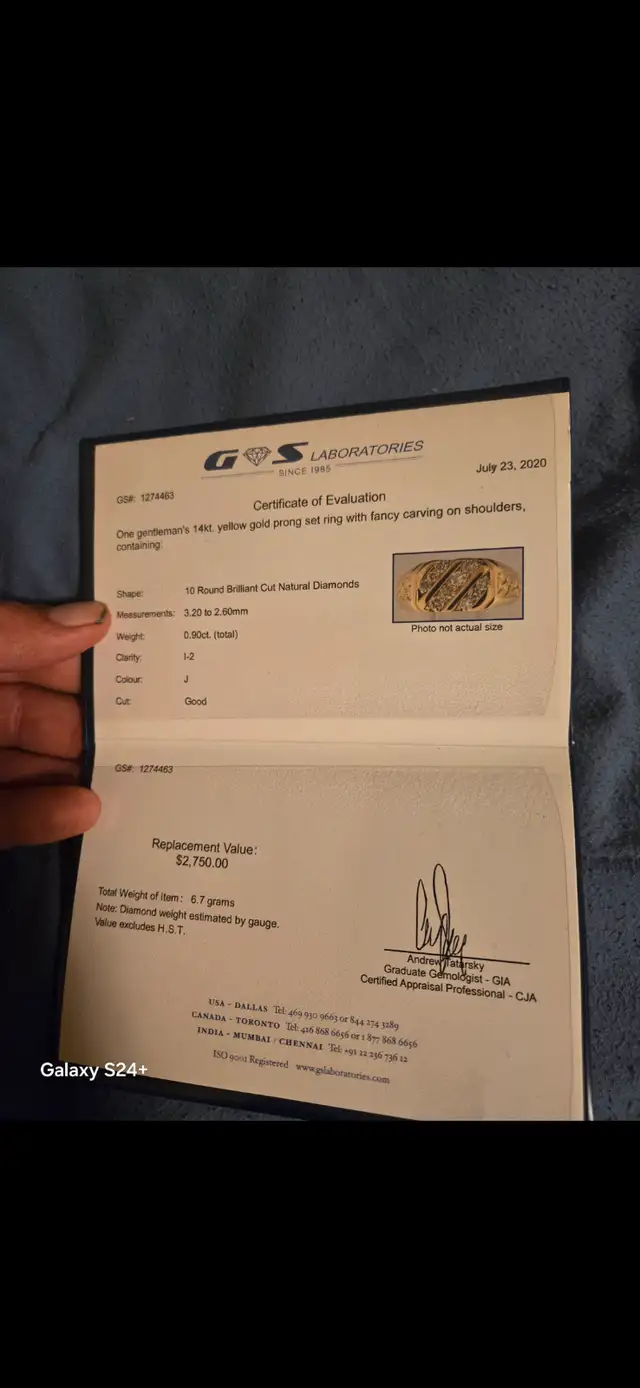 G S LABORATORIES
SINCE 1985
July 23, 2020
GS#: 1274463
Certificate of Evaluation
One gentleman's 14kt. yellow gold prong set ring with fancy carving on shoulders,
containing:
Shape: 10 Round Brilliant Cut Natural Diamonds
Measurements: 3.20 to 2.60mm
Weight: 0.90ct. (total)
Clarity: I-2
Colour: J
Cut: Good
Photo not actual size
GS#: 1274463
Replacement Value:
$2,750.00
Total Weight of Item: 6.7 grams
Note: Diamond weight estimated by gauge.
Value excludes H.S.T.
Andrew Tatarsky
Graduate Gemologist - GIA
Certified Appraisal Professional - CJA
USA - DALLAS Tel: 469 930 9663 or 844 274 3289
CANADA - TORONTO Tel: 416 868 6656 or 1 877 868 6656
INDIA - MUMBAI / CHENNAI Tel: +91 22 236 736 12
ISO 9001 Registered www.gslaboratories.com
Galaxy S24+